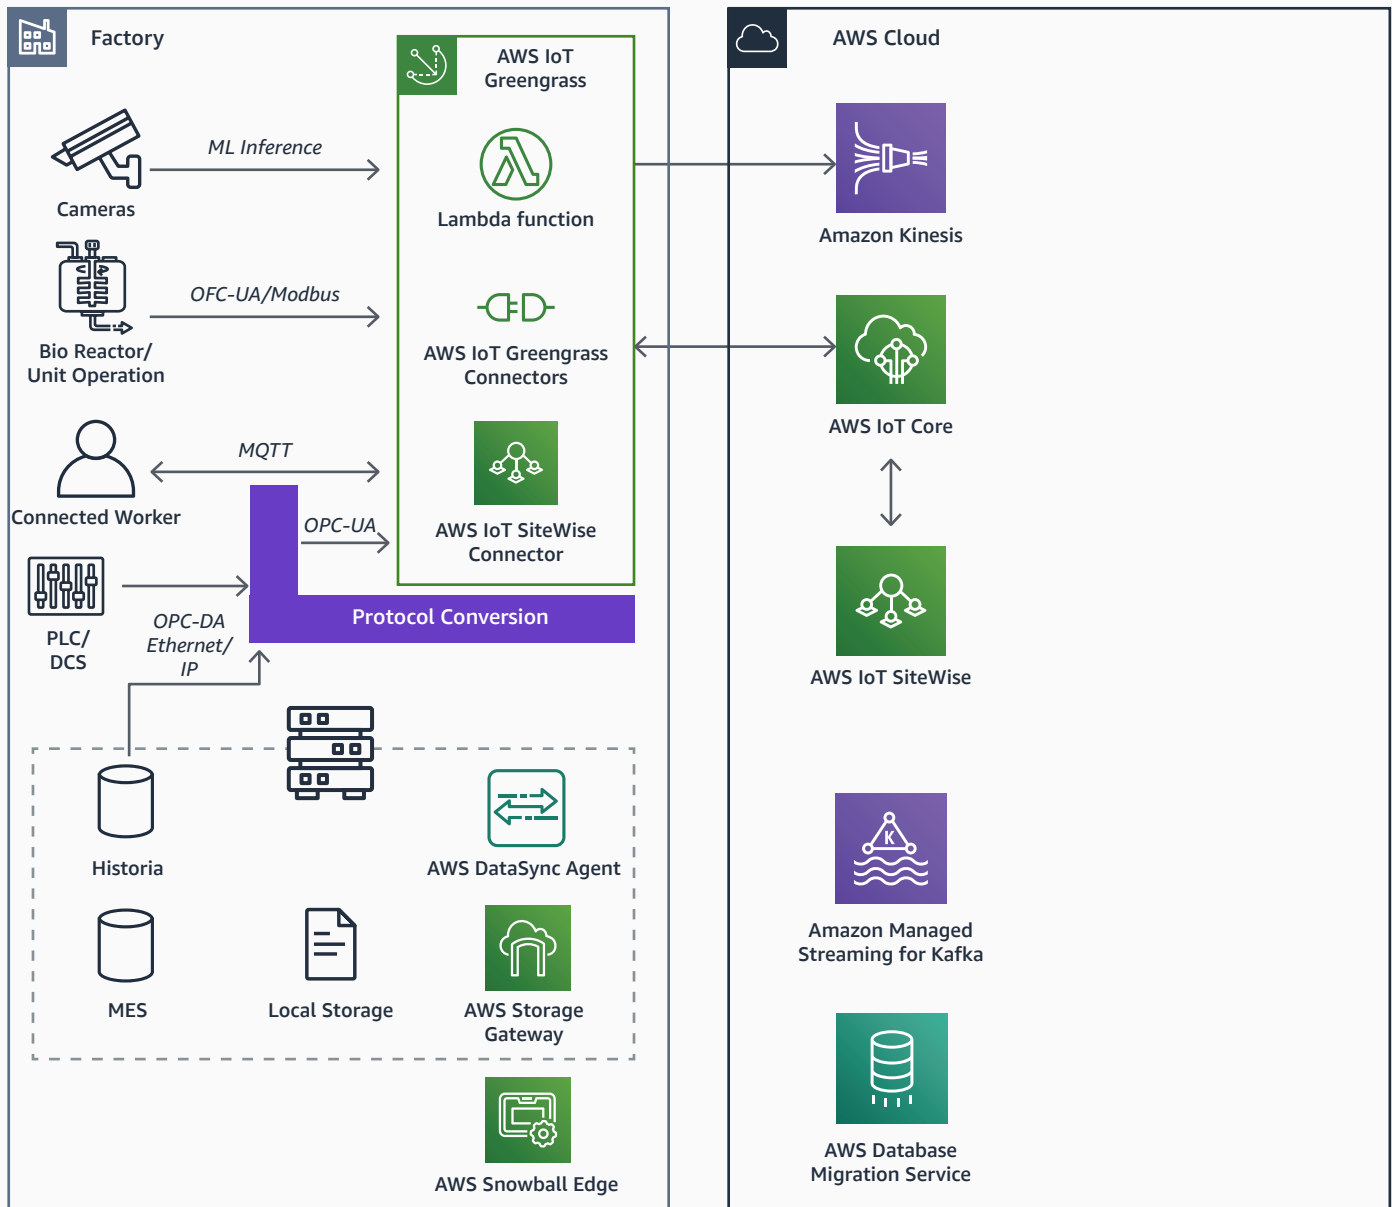 Factory
AWS IoT
Greengrass
ML Inference
Cameras
Lambda function
OFC-UA/Modbus
Bio Reactor/
Unit Operation
AWS IoT Greengrass
Connectors
MQTT
Connected Worker
OPC-UA
AWS IoT SiteWise
Connector
PLC/
DCS
OPC-DA
Ethernet/
IP
Protocol Conversion
Historia
AWS DataSync Agent
MES
Local Storage
AWS Storage
Gateway
AWS Snowball Edge
AWS Cloud
Amazon Kinesis
AWS IoT Core
AWS IoT SiteWise
K
Amazon Managed
Streaming for Kafka
AWS Database
Migration Service